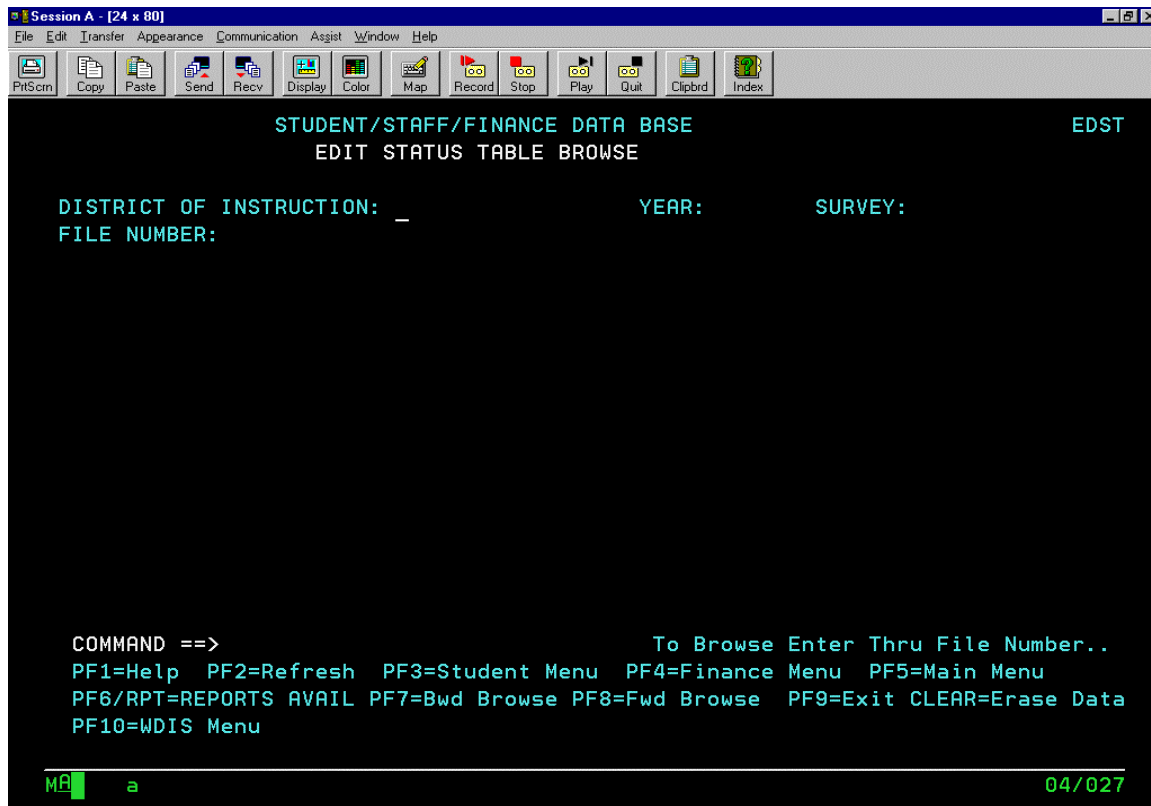 Session A - [24 x 80]
File Edit Transfer Appearance Communication Assist Window Help
PrtScrn Copy Paste Send Recv Display Color Map Record Stop Play Quit Clipbrd Index
STUDENT/STAFF/FINANCE DATA BASE EDST
EDIT STATUS TABLE BROWSE
DISTRICT OF INSTRUCTION: _ YEAR: SURVEY:
FILE NUMBER:
COMMAND ==> To Browse Enter Thru File Number..
PF1=Help PF2=Refresh PF3=Student Menu PF4=Finance Menu PF5=Main Menu
PF6/RPT=REPORTS AVAIL PF7=Bwd Browse PF8=Fwd Browse PF9=Exit CLEAR=Erase Data
PF10=WDIS Menu
MA a 04/027